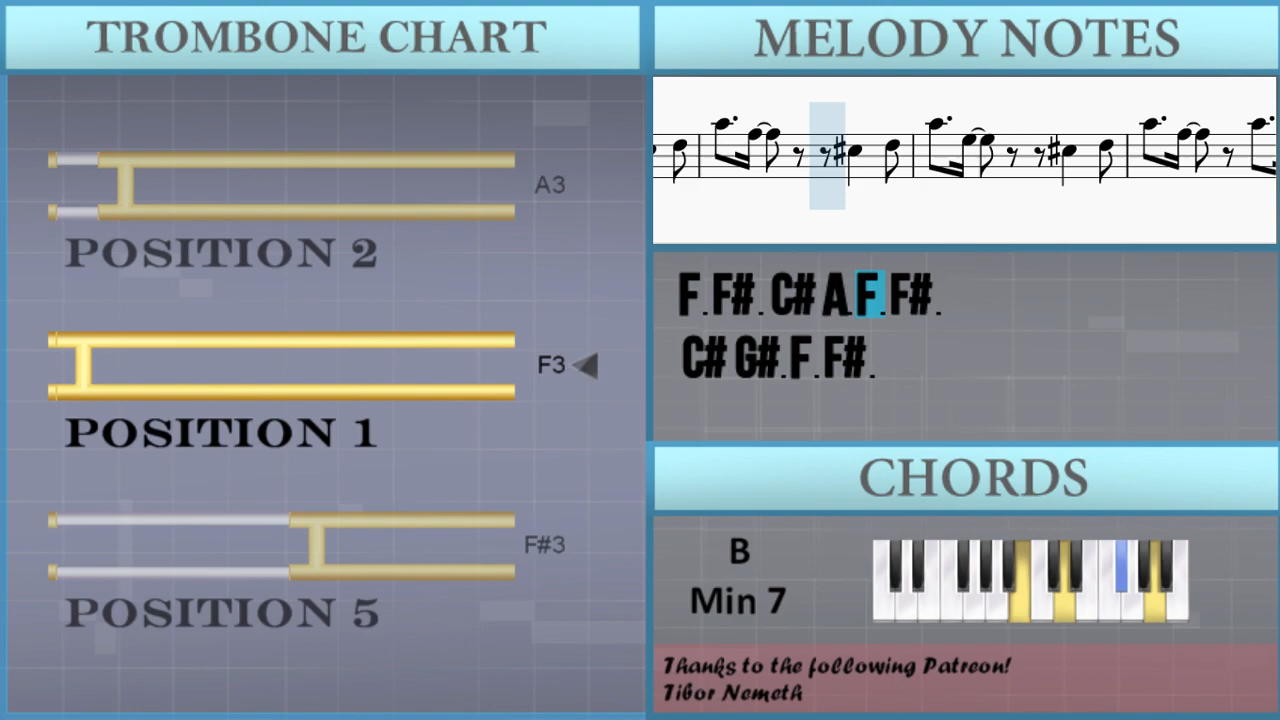 TROMBONE CHART
A3
POSITION 2
F3
POSITION 1
F#3
POSITION 5
MELODY NOTES
F.F#. C# A.F.F#.
C# G#.F.F#.
CHORDS
B
Min 7
Thanks to the following Patreon!
Tibor Nemeth